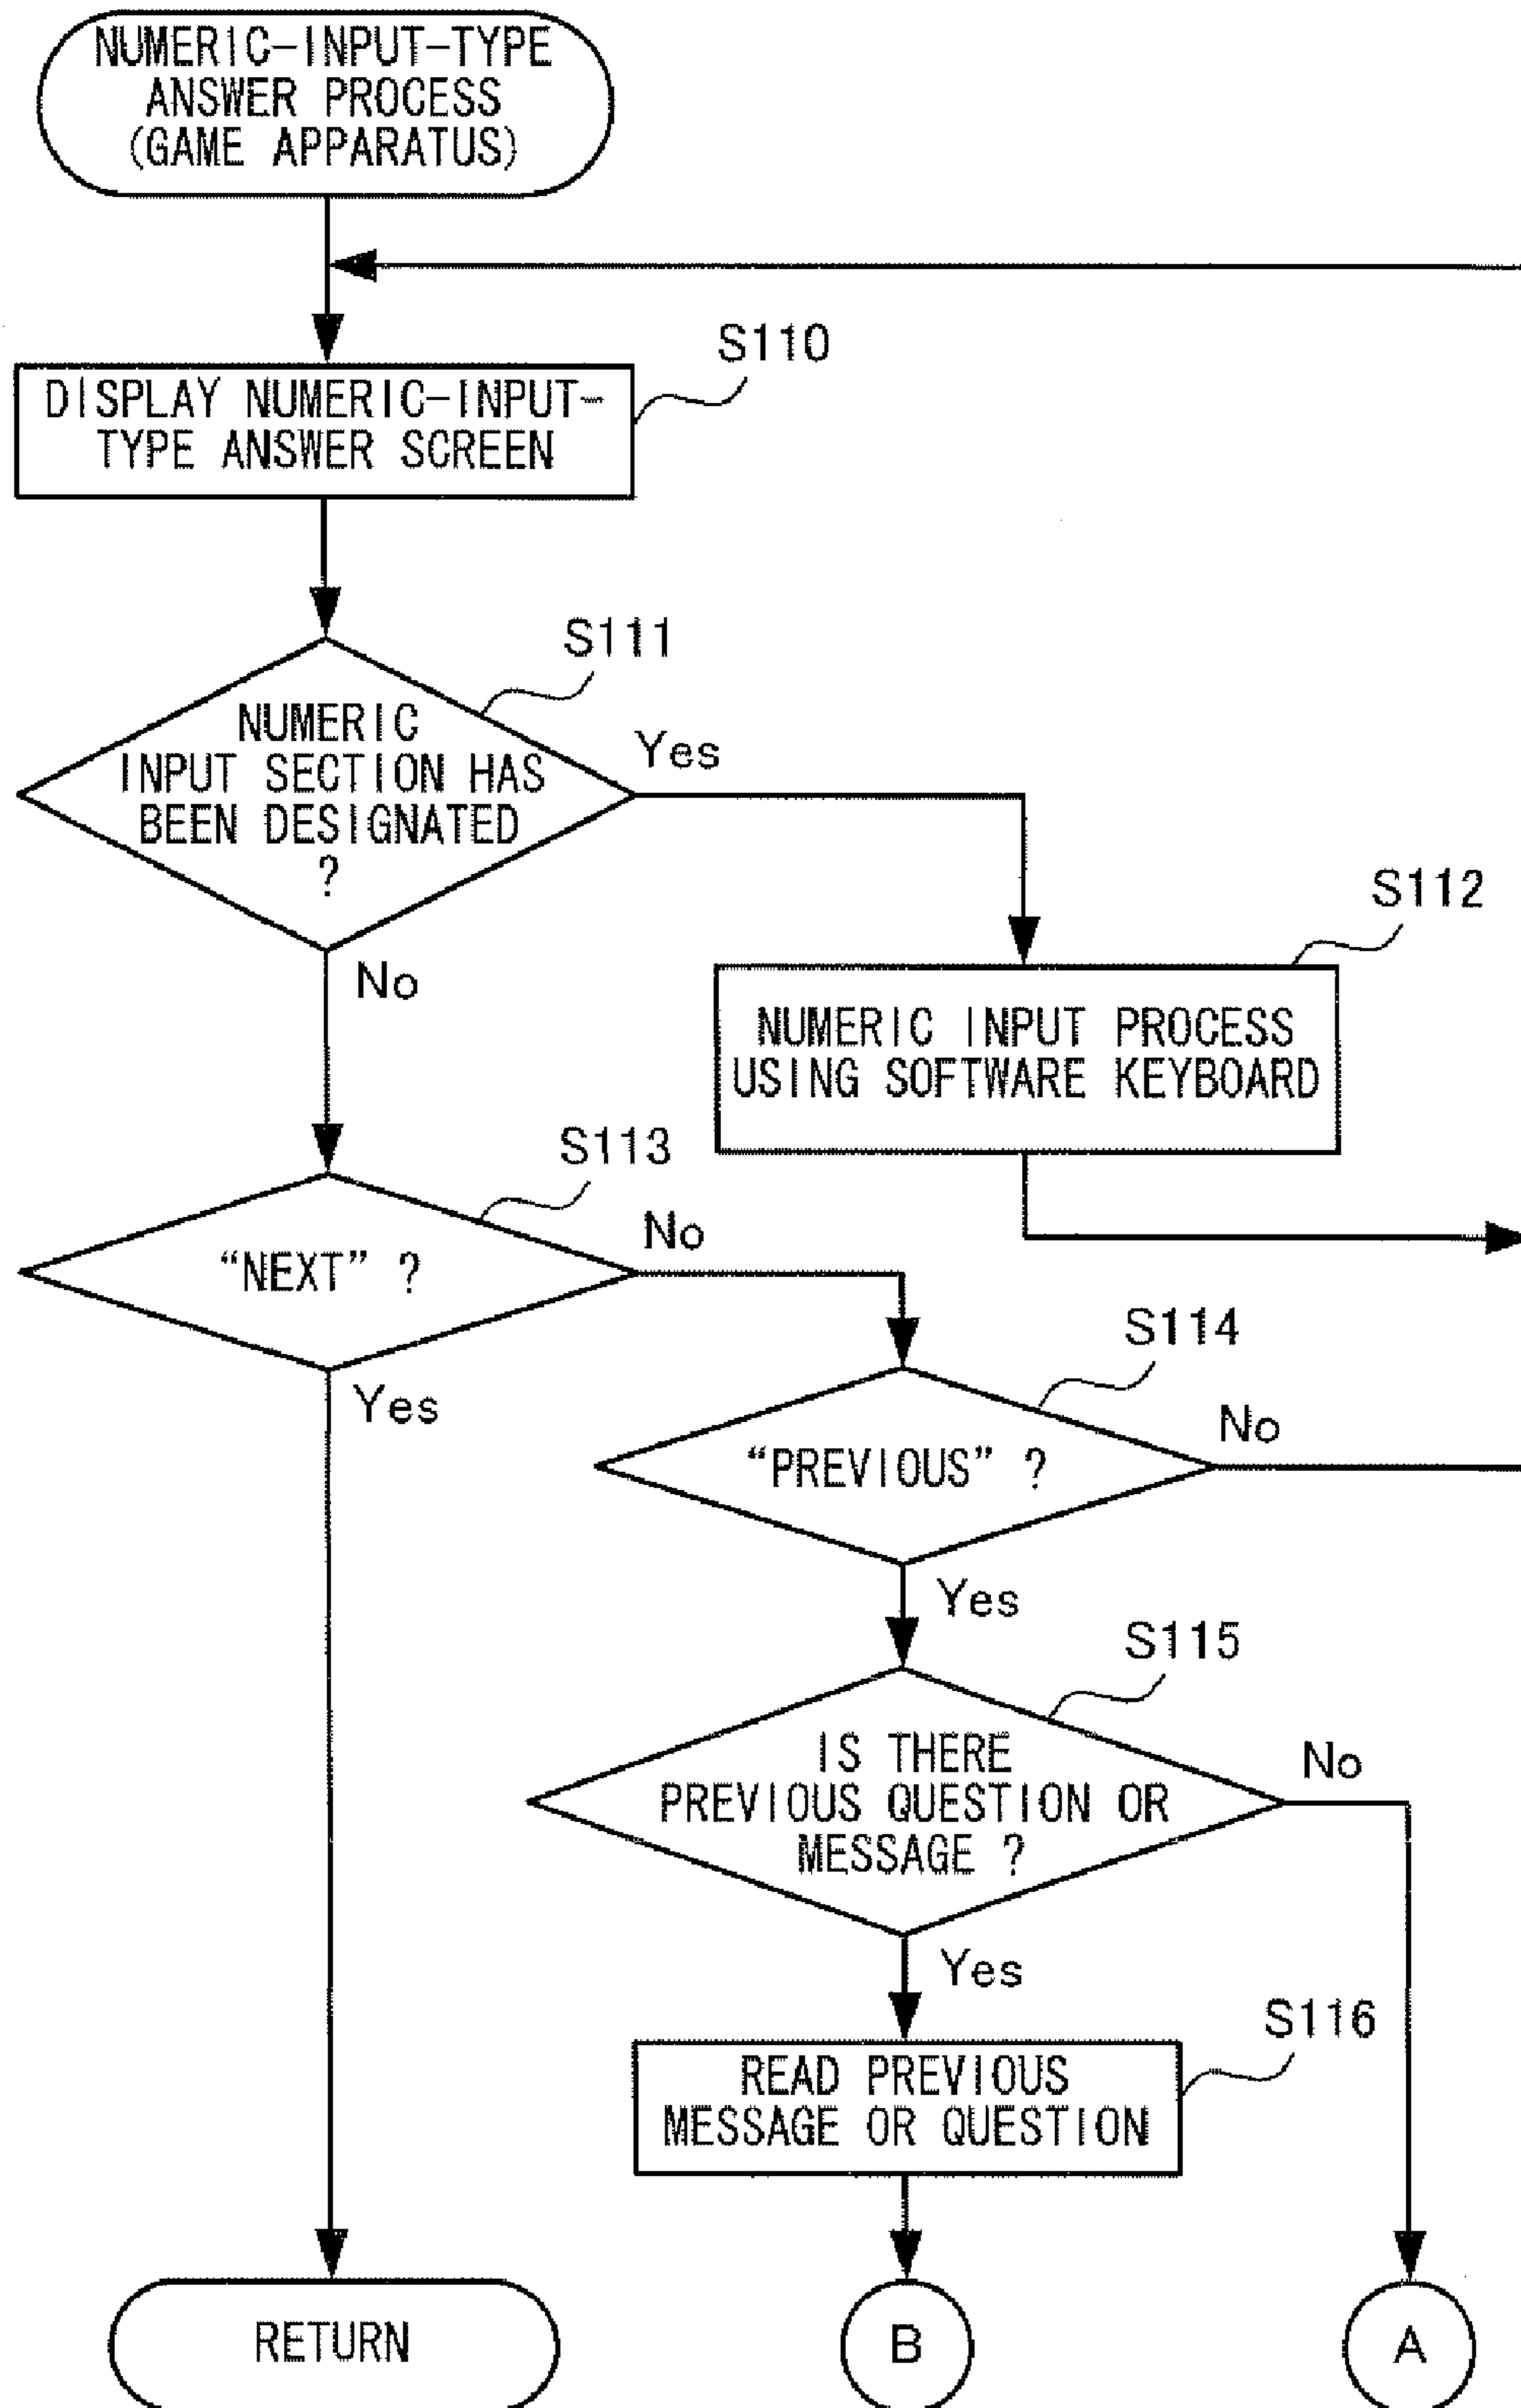 NUMERIC-INPUT-TYPE
ANSWER PROCESS
(GAME APPARATUS)
S110
DISPLAY NUMERIC-INPUT-
TYPE ANSWER SCREEN
S111
NUMERIC
INPUT SECTION HAS
BEEN DESIGNATED
?
Yes
No
S112
NUMERIC INPUT PROCESS
USING SOFTWARE KEYBOARD
S113
“NEXT” ?
No
Yes
S114
“PREVIOUS” ?
No
Yes
S115
IS THERE
PREVIOUS QUESTION OR
MESSAGE ?
No
Yes
S116
READ PREVIOUS
MESSAGE OR QUESTION
RETURN
B
A